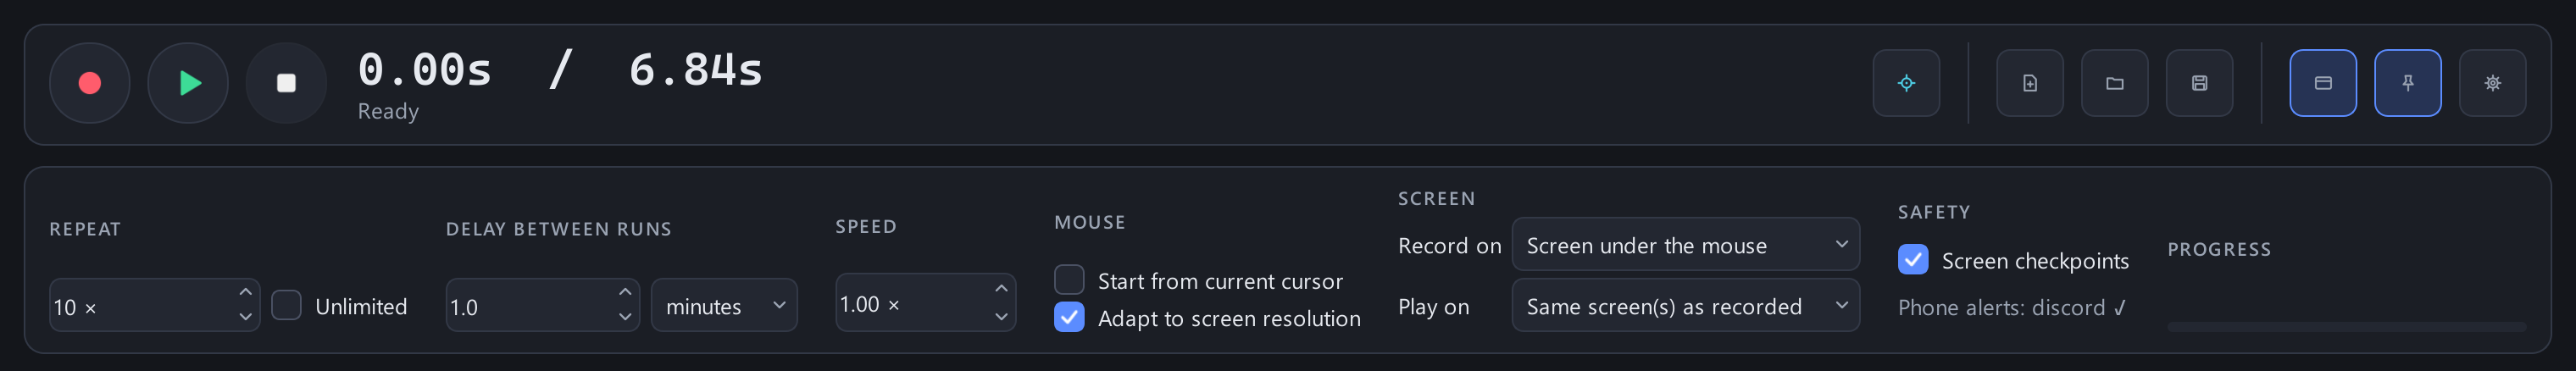 0.00s / 6.84s
Ready
REPEAT
10 ×
Unlimited
DELAY BETWEEN RUNS
1.0
minutes
SPEED
1.00 ×
MOUSE
Start from current cursor
Adapt to screen resolution
SCREEN
Record on
Screen under the mouse
Play on
Same screen(s) as recorded
SAFETY
Screen checkpoints
Phone alerts: discord ✓
PROGRESS